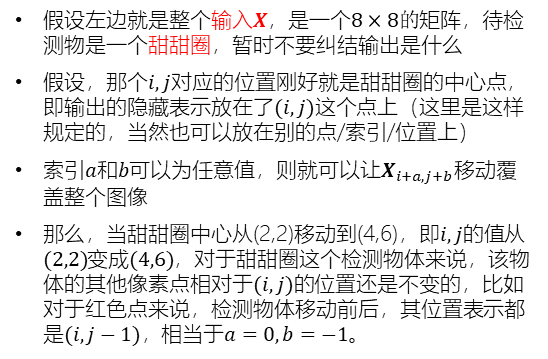 • 假设左边就是整个输入X，是一个8 × 8的矩阵，待检
测物是一个甜甜圈，暂时不要纠结输出是什么
• 假设，那个i, j对应的位置刚好就是甜甜圈的中心点，
即输出的隐藏表示放在了(i, j)这个点上（这里是这样
规定的，当然也可以放在别的点/索引/位置上）
• 索引a和b可以为任意值，则就可以让X_{i+a,j+b}移动覆
盖整个图像
• 那么，当甜甜圈中心从(2,2)移动到(4,6)，即i, j的值从
(2,2)变成(4,6)，对于甜甜圈这个检测物体来说，该物
体的其他像素点相对于(i, j)的位置还是不变的，比如
对于红色点来说，检测物体移动前后，其位置表示都
是(i, j − 1)，相当于a = 0, b = −1。